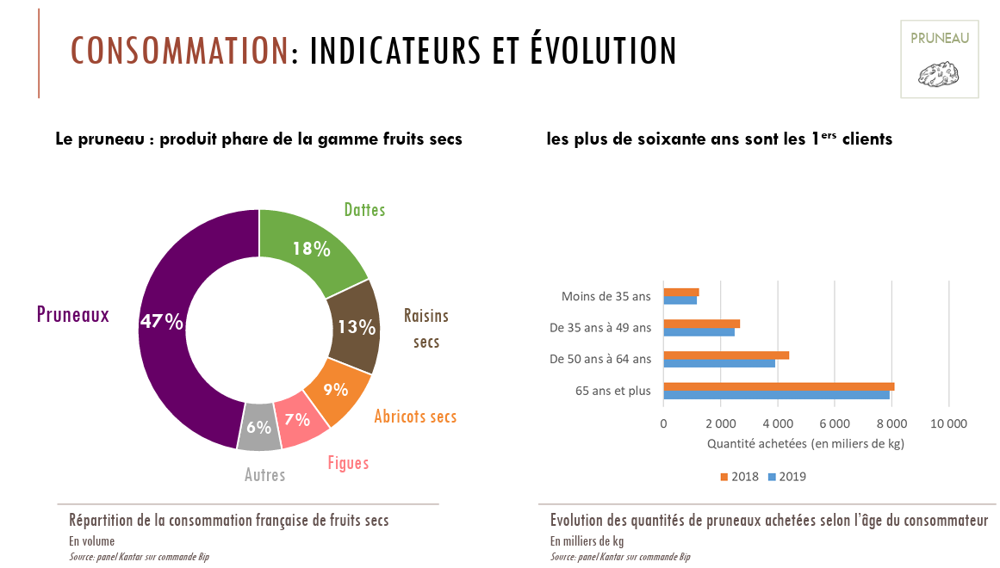 CONSOMMATION: INDICATEURS ET ÉVOLUTION
PRUNEAU
Le pruneau : produit phare de la gamme fruits secs
Dattes
18%
Pruneaux
47%
13%
Raisins
secs
9%
Abricots secs
7%
6%
Figues
Autres
Répartition de la consommation française de fruits secs
En volume
Source: panel Kantar sur commande Bip
les plus de soixante ans sont les 1ers clients
Moins de 35 ans
De 35 ans à 49 ans
De 50 ans à 64 ans
65 ans et plus
0 2 000 4 000 6 000 8 000 10 000
Quantité achetées (en miliers de kg)
2018 2019
Evolution des quantités de pruneaux achetées selon l'âge du consommateur
En milliers de kg
Source: panel Kantar sur commande Bip